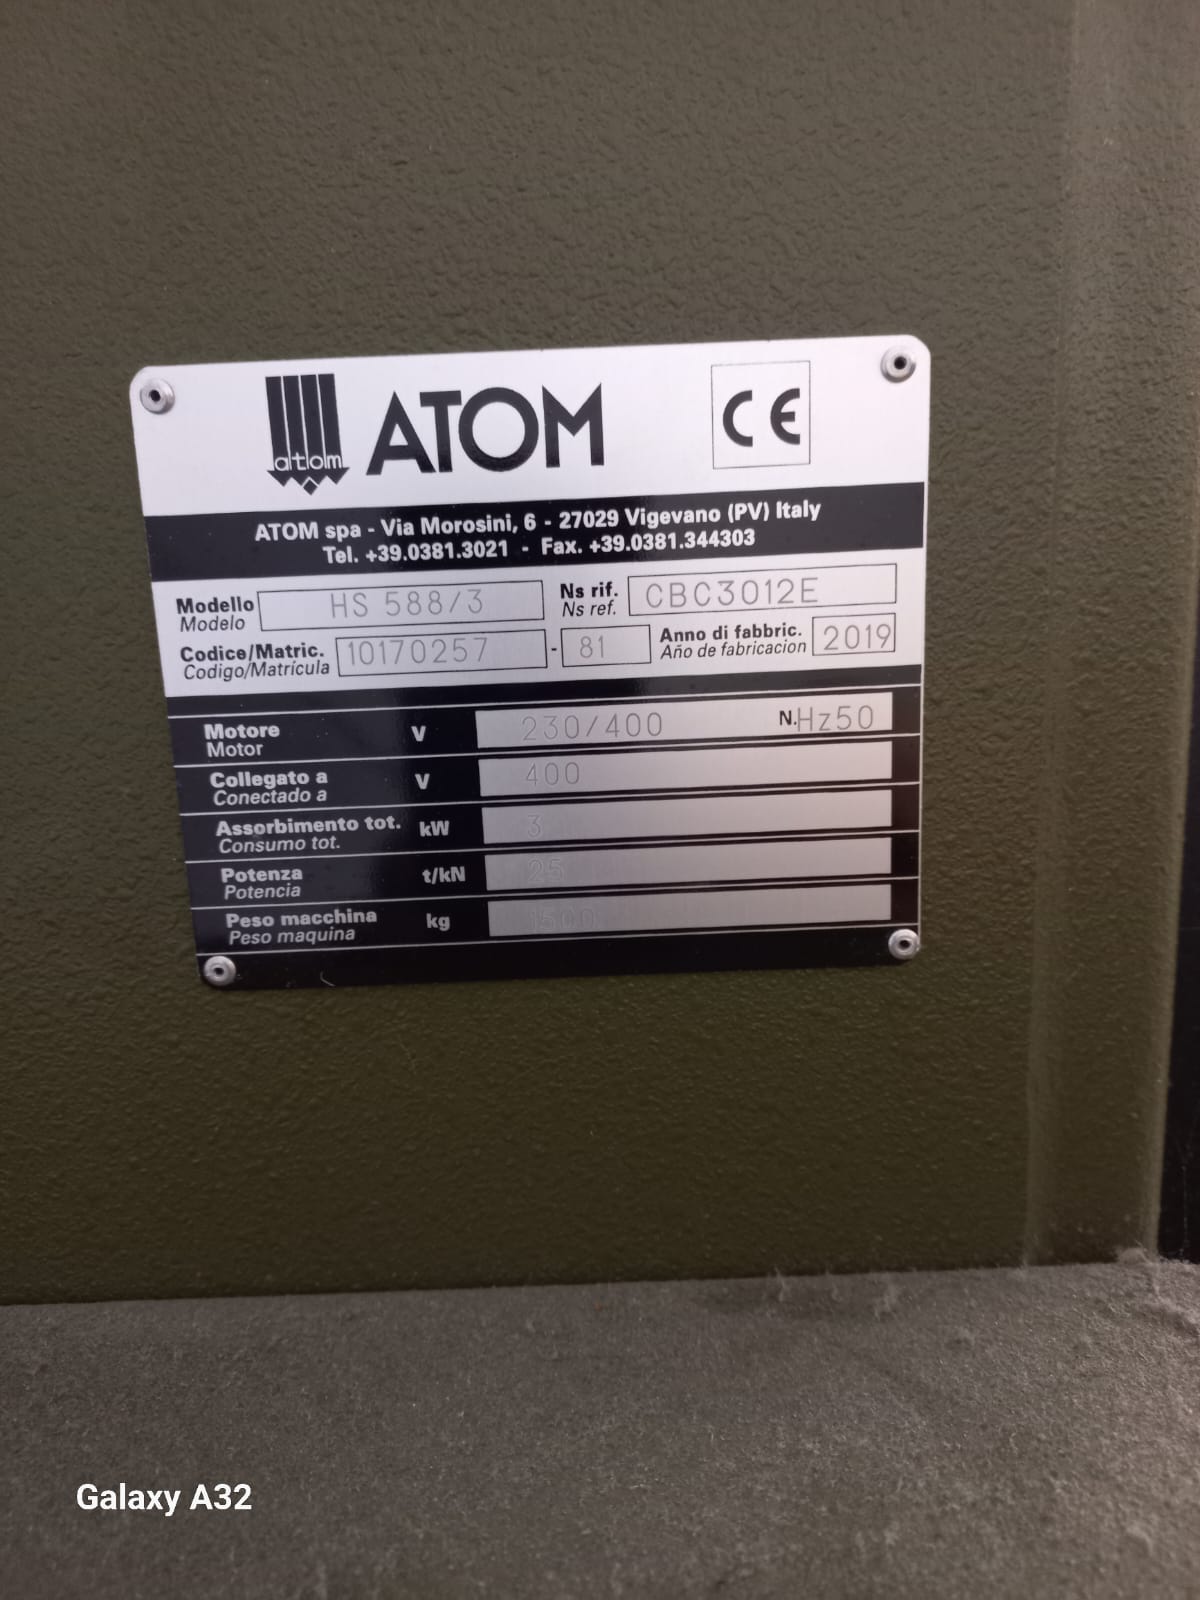 atom ATOM CE
ATOM spa - Via Morosini, 6 - 27029 Vigevano (PV) Italy
Tel. +39.0381.3021 - Fax. +39.0381.344303
Modello HS 588/3 Ns rif. CBC3012E
Modelo Ns ref.
Codice/Matric. 10170257 - 81 Anno di fabbric. 2019
Codigo/Matrícula Año de fabricacion
Motore V 230/400 N.Hz50
Motor
Collegato a V 400
Conectado a
Assorbimento tot. kW 3
Consumo tot.
Potenza t/kN 25
Potencia
Peso macchina kg 1500
Peso maquina
Galaxy A32